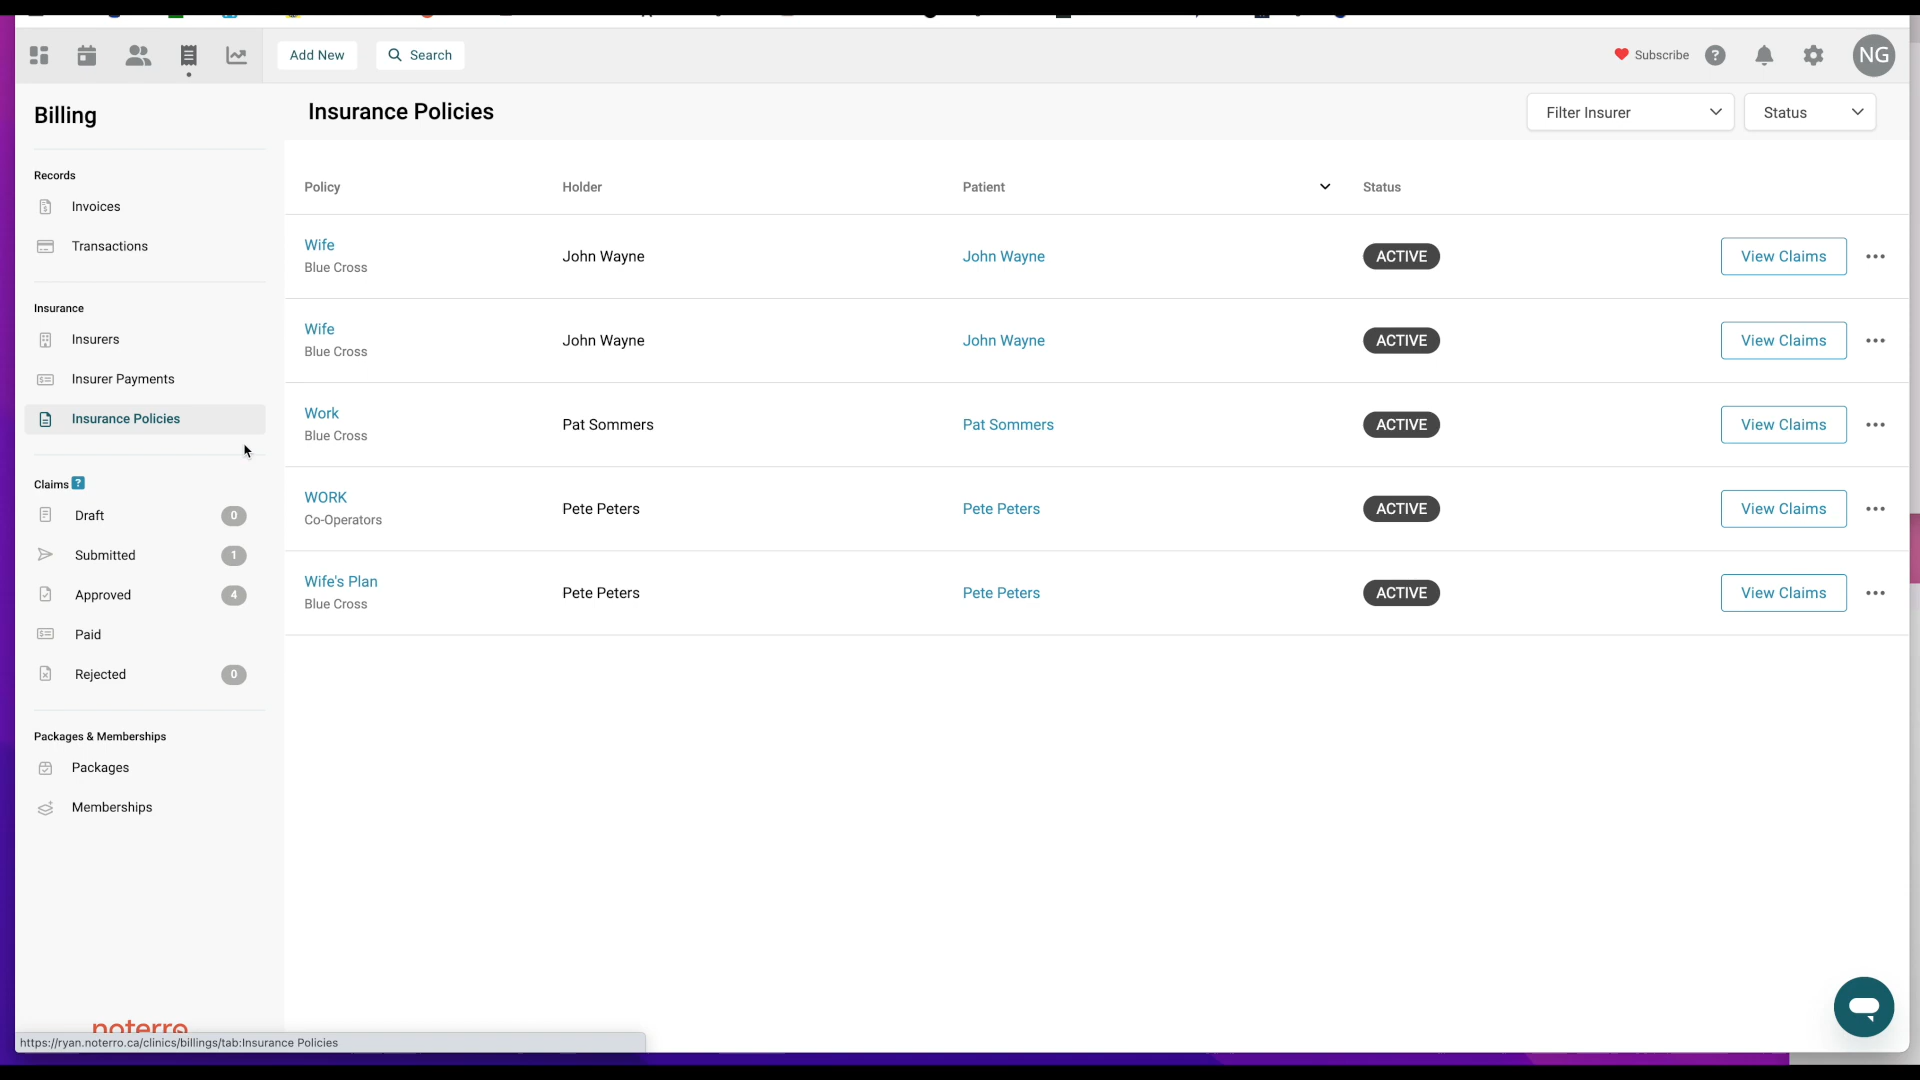 Add New
Search
Subscribe
?
NG
Billing
Insurance Policies
Filter Insurer
Status
Records
Invoices
Transactions
Insurance
Insurers
Insurer Payments
Insurance Policies
Claims ?
Draft 0
Submitted 1
Approved 4
Paid
Rejected 0
Packages & Memberships
Packages
Memberships
noterro
https://ryan.noterro.ca/clinics/billings/tab:Insurance Policies
Policy Holder Patient Status
Wife
Blue Cross
John Wayne John Wayne ACTIVE View Claims
Wife
Blue Cross
John Wayne John Wayne ACTIVE View Claims
Work
Blue Cross
Pat Sommers Pat Sommers ACTIVE View Claims
WORK
Co-Operators
Pete Peters Pete Peters ACTIVE View Claims
Wife's Plan
Blue Cross
Pete Peters Pete Peters ACTIVE View Claims